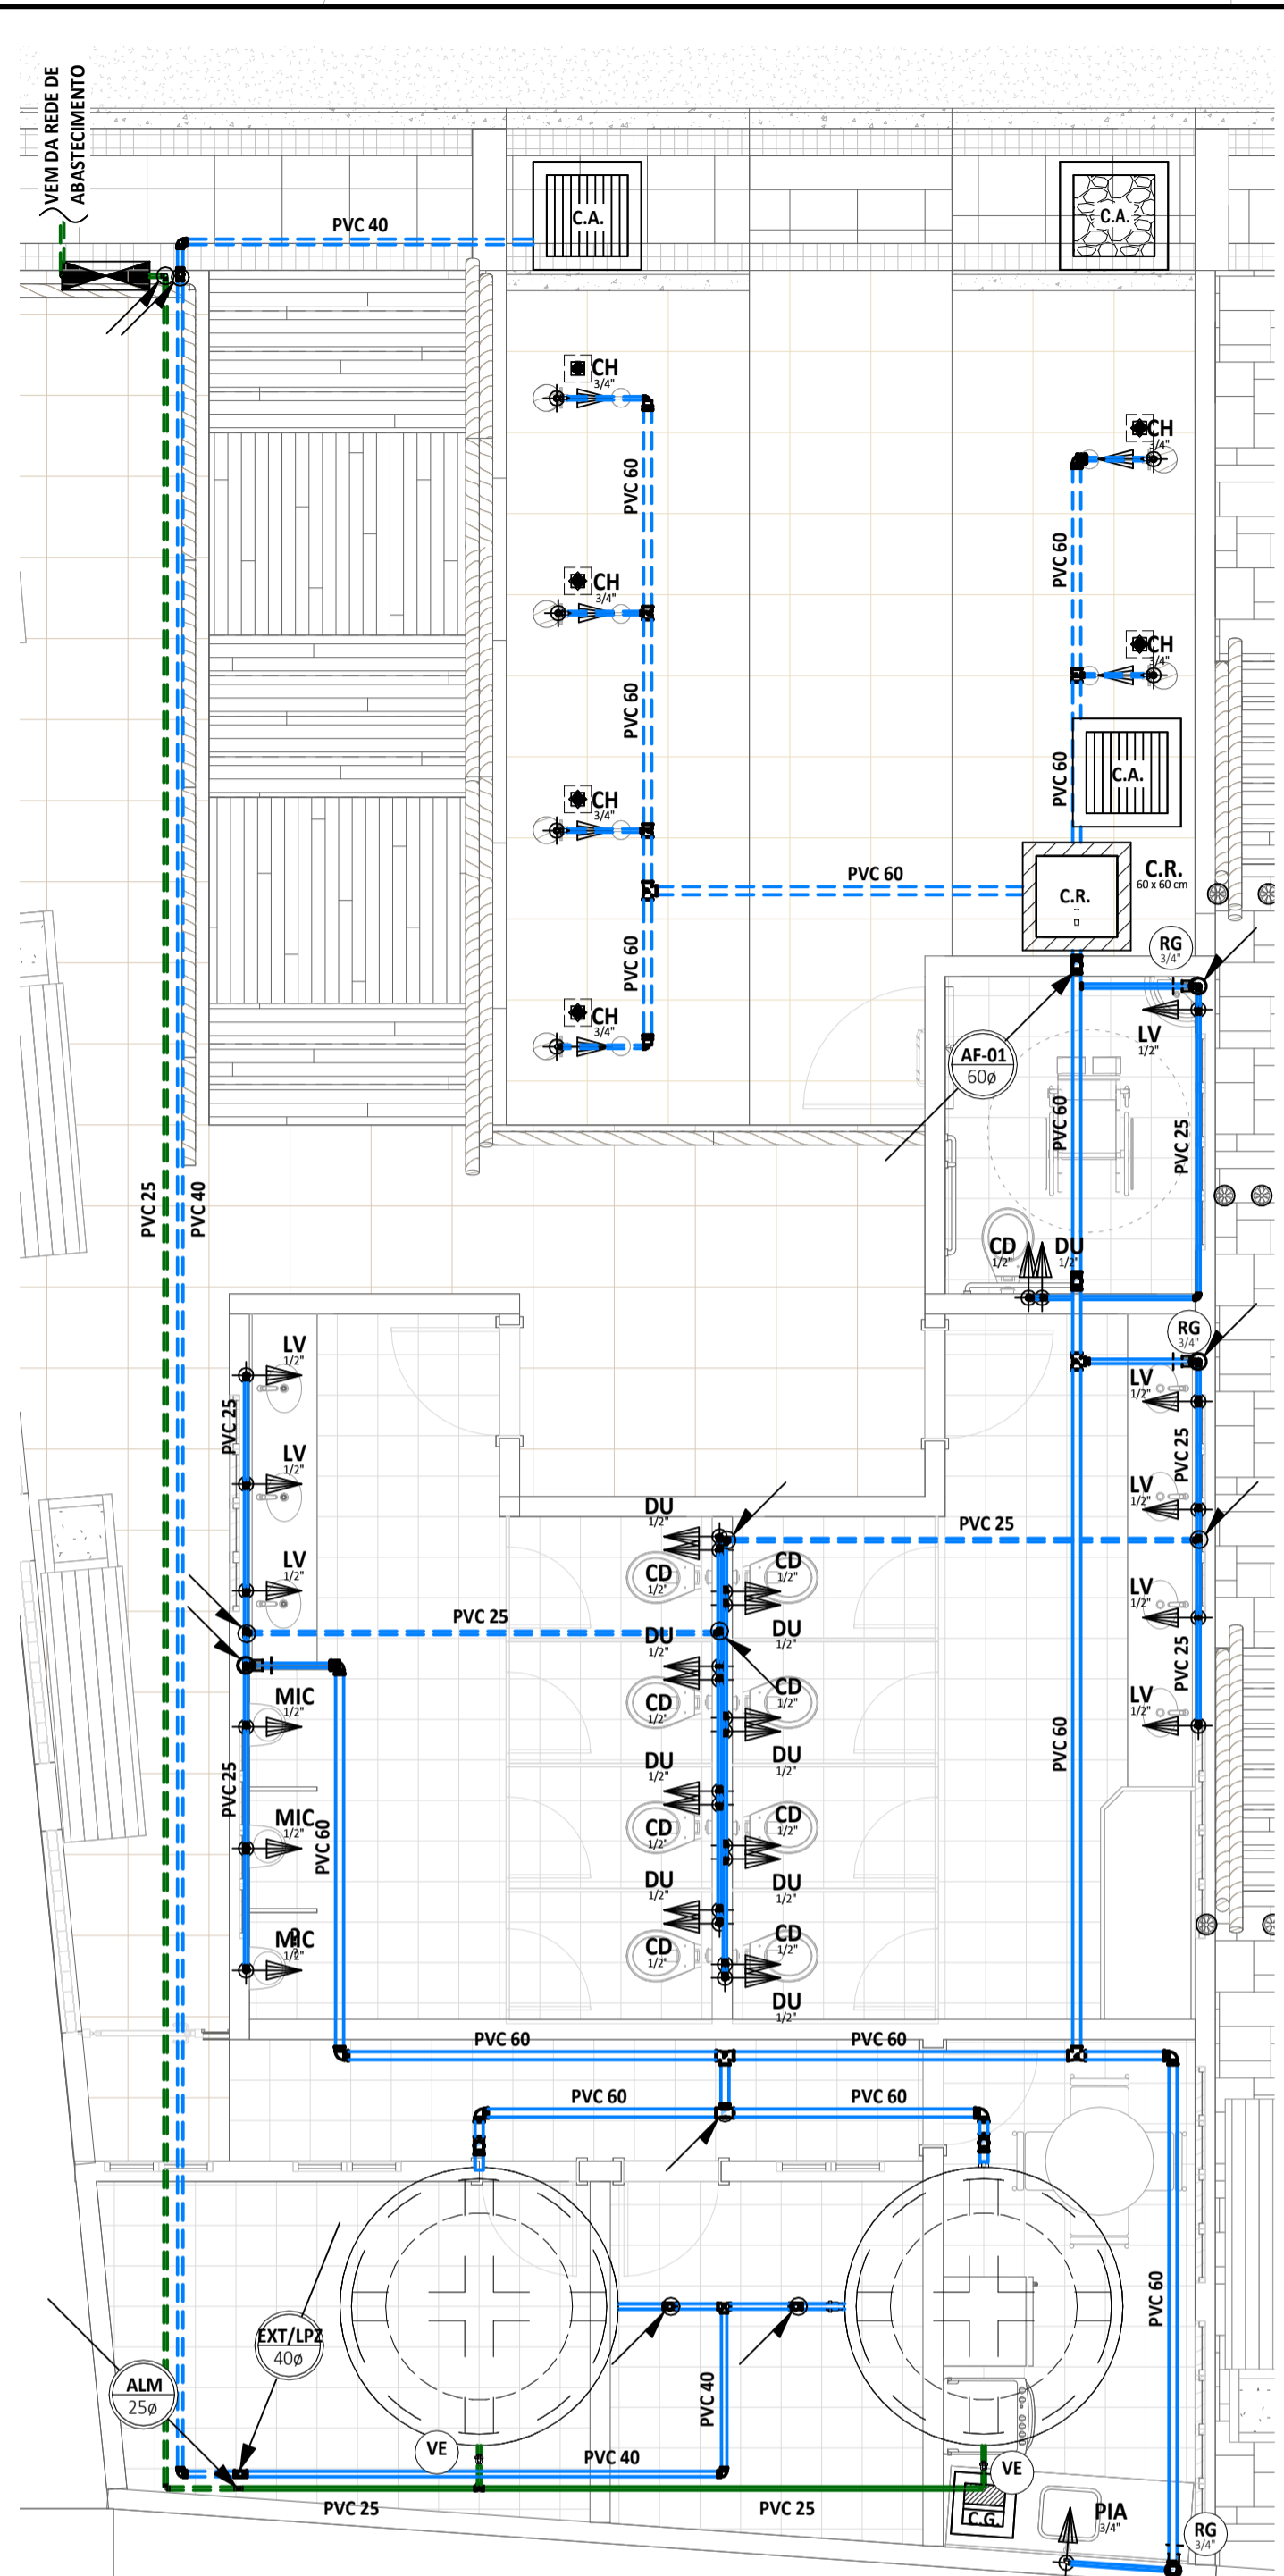 VEM DA REDE DE
ABASTECIMENTO
PVC 40
C.A.
C.A.
CH
3/4"
PVC 60
CH
3/4"
PVC 60
CH
3/4"
CH
3/4"
PVC 60
PVC 60
C.A.
CH
3/4"
PVC 60
C.R.
60 x 60 cm
C.R.
PVC 60
RG
3/4"
CH
3/4"
LV
1/2"
AF-01
60ø
PVC 60
PVC 25
PVC 25
PVC 40
CD
1/2"
DU
1/2"
RG
3/4"
LV
1/2"
LV
1/2"
PVC 25
LV
1/2"
LV
1/2"
PVC 25
DU
1/2"
PVC 25
LV
1/2"
CD
1/2"
CD
1/2"
LV
1/2"
PVC 25
DU
1/2"
DU
1/2"
PVC 25
MIC
1/2"
CD
1/2"
CD
1/2"
LV
1/2"
PVC 60
DU
1/2"
DU
1/2"
PVC 25
MIC
1/2"
PVC 60
CD
1/2"
CD
1/2"
DU
1/2"
DU
1/2"
MIC
1/2"
CD
1/2"
CD
1/2"
DU
1/2"
PVC 60
PVC 60
PVC 60
PVC 60
PVC 60
EXT/LPZ
40ø
ALM
25ø
PVC 40
VE
PVC 40
VE
PVC 25
PVC 25
C.G.
PIA
3/4"
RG
3/4"